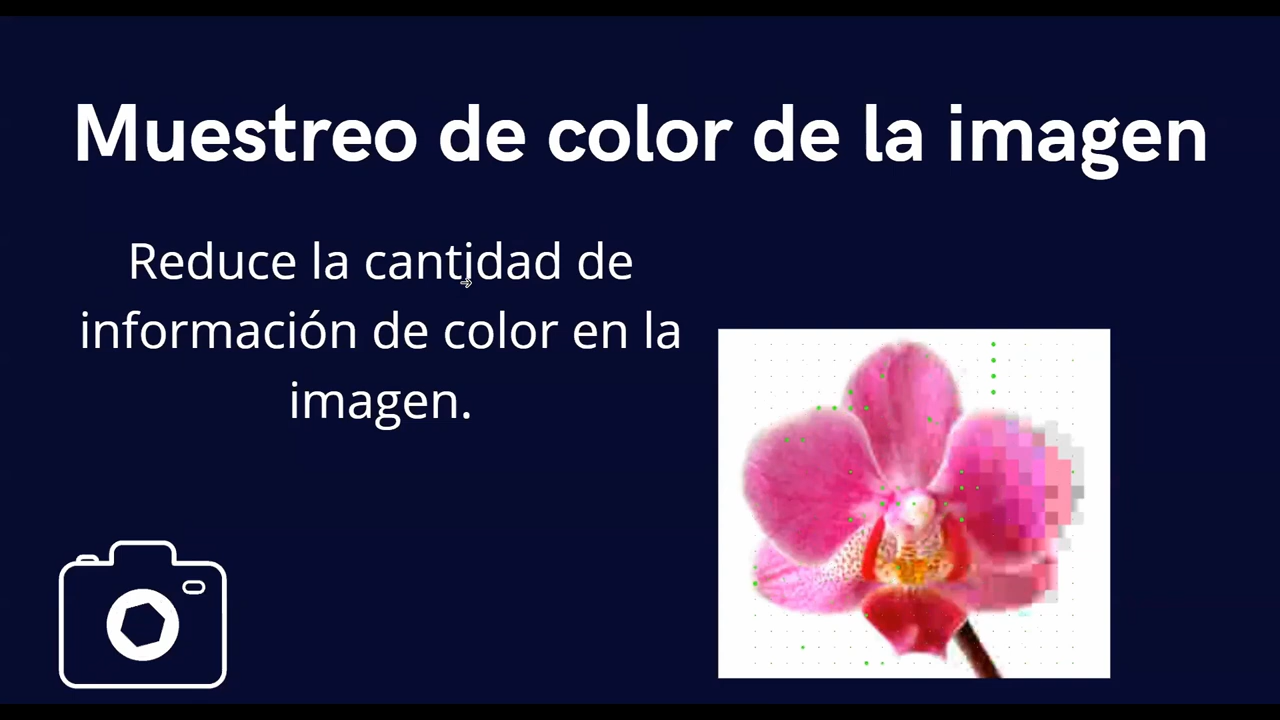 Muestreo de color de la imagen
Reduce la cantidad de
información de color en la
imagen.